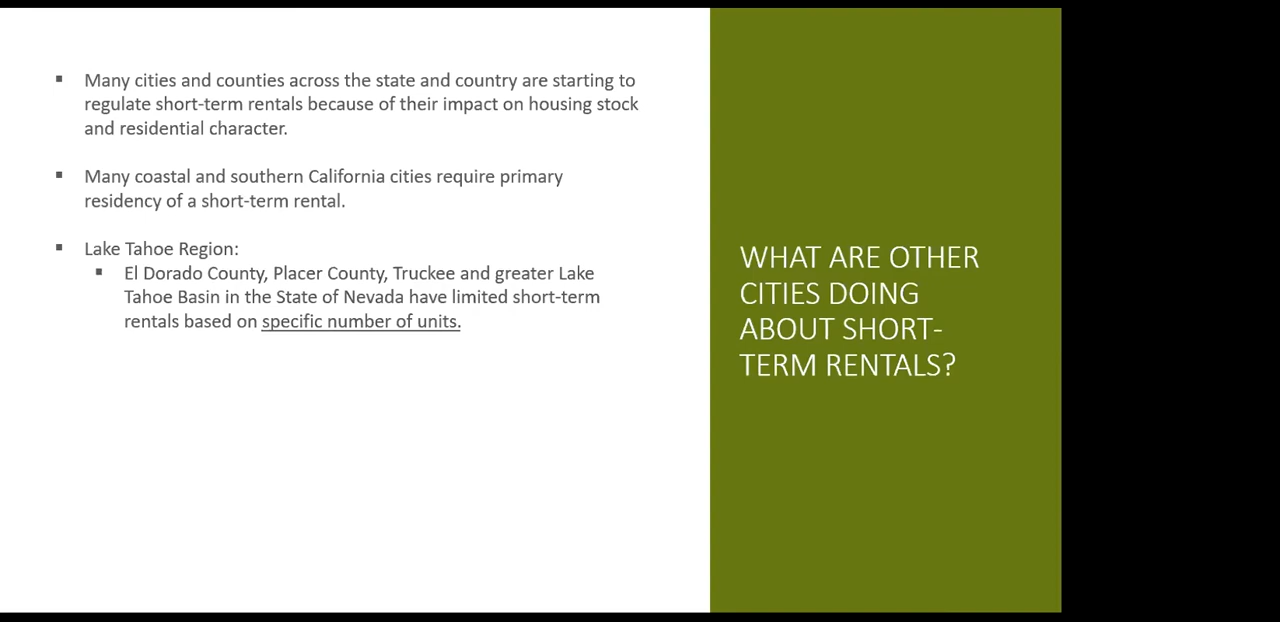 ▪ Many cities and counties across the state and country are starting to
regulate short-term rentals because of their impact on housing stock
and residential character.
▪ Many coastal and southern California cities require primary
residency of a short-term rental.
▪ Lake Tahoe Region:
▪ El Dorado County, Placer County, Truckee and greater Lake
Tahoe Basin in the State of Nevada have limited short-term
rentals based on specific number of units.
WHAT ARE OTHER
CITIES DOING
ABOUT SHORT-
TERM RENTALS?